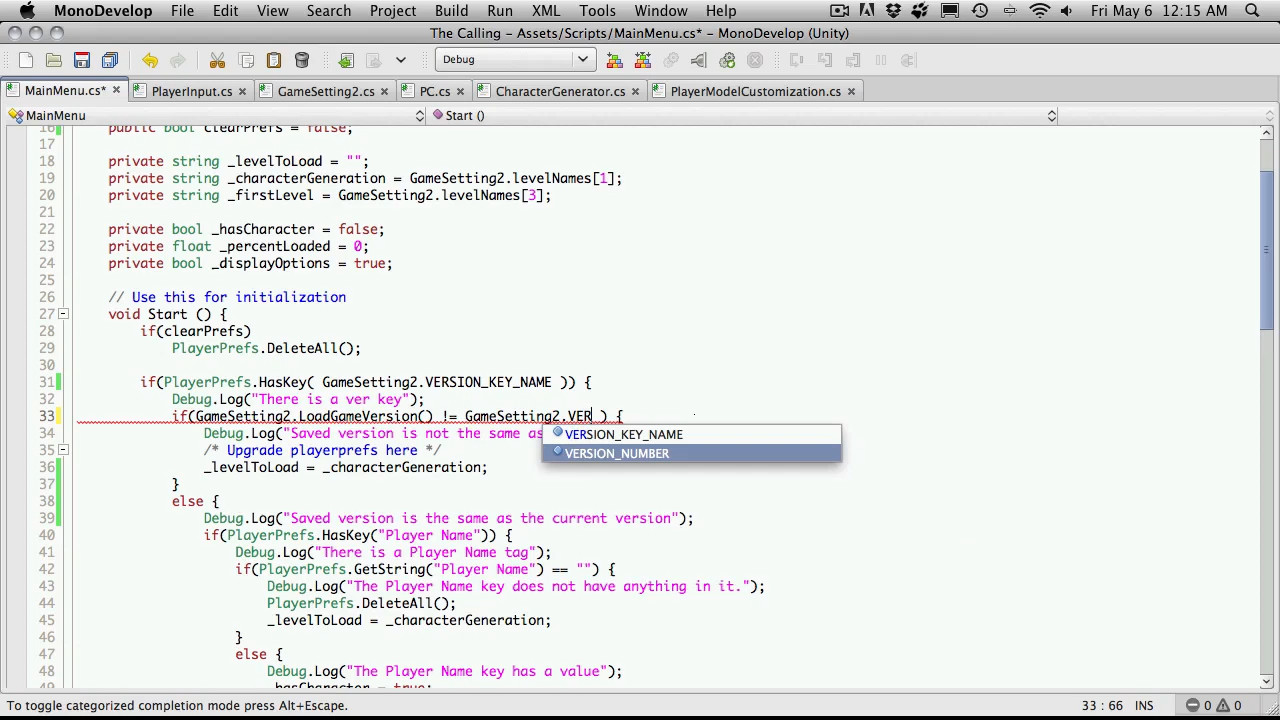 MonoDevelop File Edit View Search Project Build Run XML Tools Window Help Fri May 6 12:15 AM
The Calling - Assets/Scripts/MainMenu.cs* - MonoDevelop (Unity)
Debug
MainMenu.cs* PlayerInput.cs GameSetting2.cs PC.cs CharacterGenerator.cs PlayerModelCustomization.cs
MainMenu Start ()
16 public bool clearPrefs = false;
17
18 private string _levelToLoad = "";
19 private string _characterGeneration = GameSetting2.levelNames[1];
20 private string _firstLevel = GameSetting2.levelNames[3];
21
22 private bool _hasCharacter = false;
23 private float _percentLoaded = 0;
24 private bool _displayOptions = true;
25
26 // Use this for initialization
27 void Start () {
28 if(clearPrefs)
29 PlayerPrefs.DeleteAll();
30
31 if(PlayerPrefs.HasKey( GameSetting2.VERSION_KEY_NAME )) {
32 Debug.Log("There is a ver key");
33 if(GameSetting2.LoadGameVersion() != GameSetting2.VER ) {
VERSION_KEY_NAME
VERSION_NUMBER
34 Debug.Log("Saved version is not the same as
35 /* Upgrade playerprefs here */
36 _levelToLoad = _characterGeneration;
37 }
38 else {
39 Debug.Log("Saved version is the same as the current version");
40 if(PlayerPrefs.HasKey("Player Name")) {
41 Debug.Log("There is a Player Name tag");
42 if(PlayerPrefs.GetString("Player Name") == "") {
43 Debug.Log("The Player Name key does not have anything in it.");
44 PlayerPrefs.DeleteAll();
45 _levelToLoad = _characterGeneration;
46 }
47 else {
48 Debug.Log("The Player Name key has a value");
49 _hasCharacter = true;
To toggle categorized completion mode press Alt+Escape. 33 : 66 INS 0 0